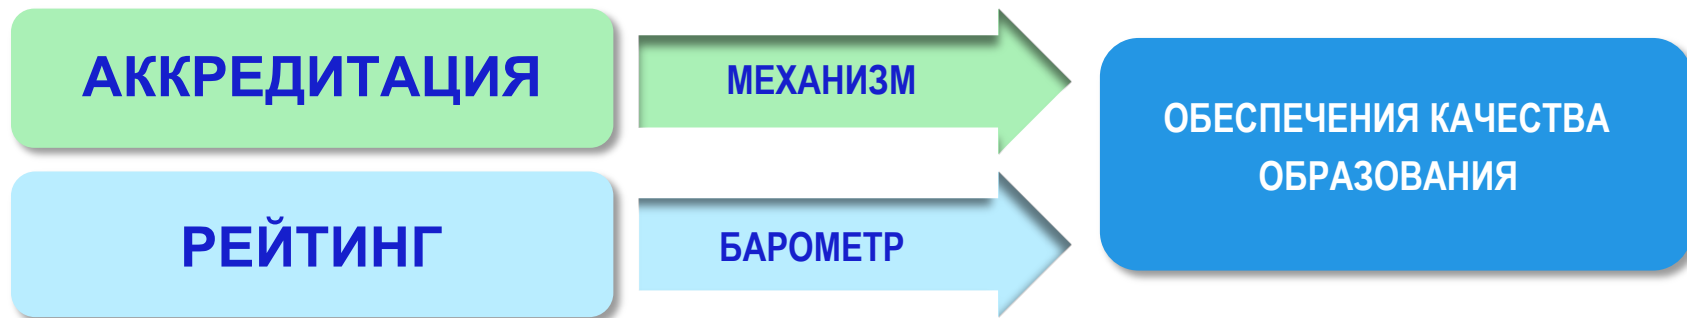 АККРЕДИТАЦИЯ
МЕХАНИЗМ
РЕЙТИНГ
БАРОМЕТР
ОБЕСПЕЧЕНИЯ КАЧЕСТВА
ОБРАЗОВАНИЯ